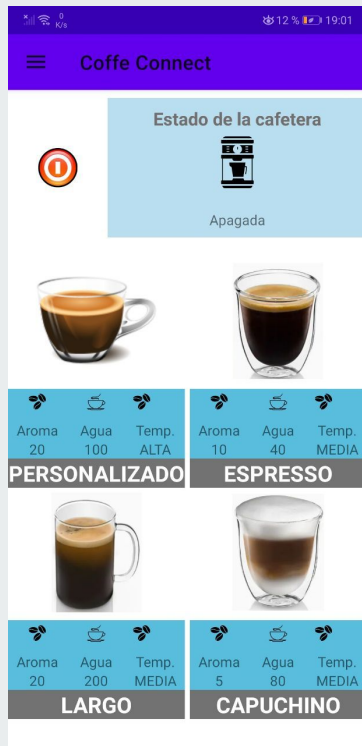 0
K/s
12 % 19:01
Coffe Connect
Estado de la cafetera
Apagada
Aroma Agua Temp.
20 100 ALTA
PERSONALIZADO
Aroma Agua Temp.
10 40 MEDIA
ESPRESSO
Aroma Agua Temp.
20 200 MEDIA
LARGO
Aroma Agua Temp.
5 80 MEDIA
CAPUCHINO